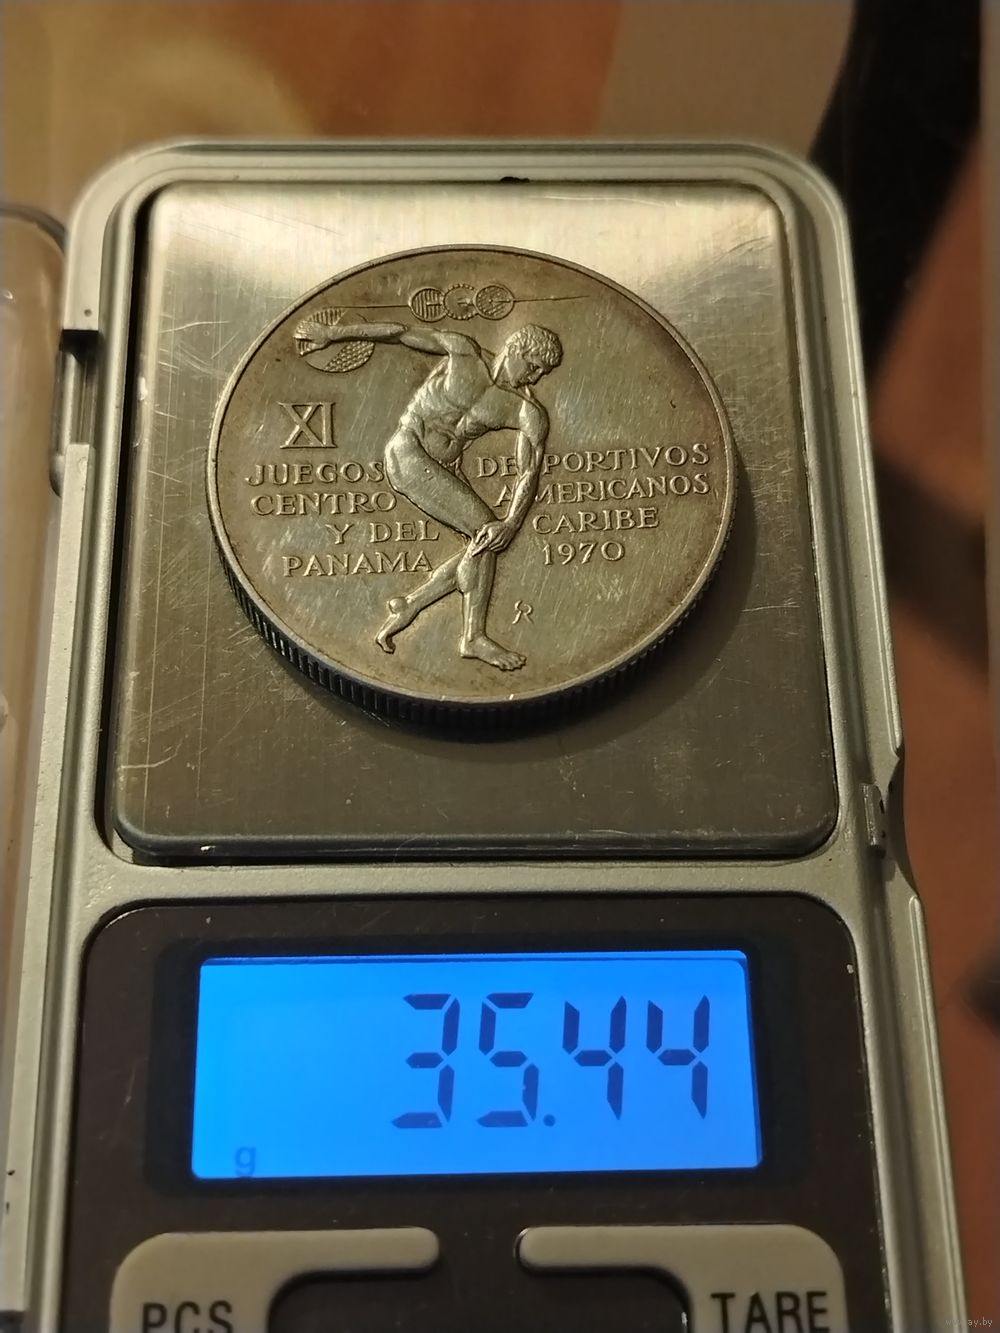 XI
JUEGOS DEPORTIVOS
CENTRO AMERICANOS
Y DEL CARIBE
PANAMA 1970
R
35.44
g
PCS TARE